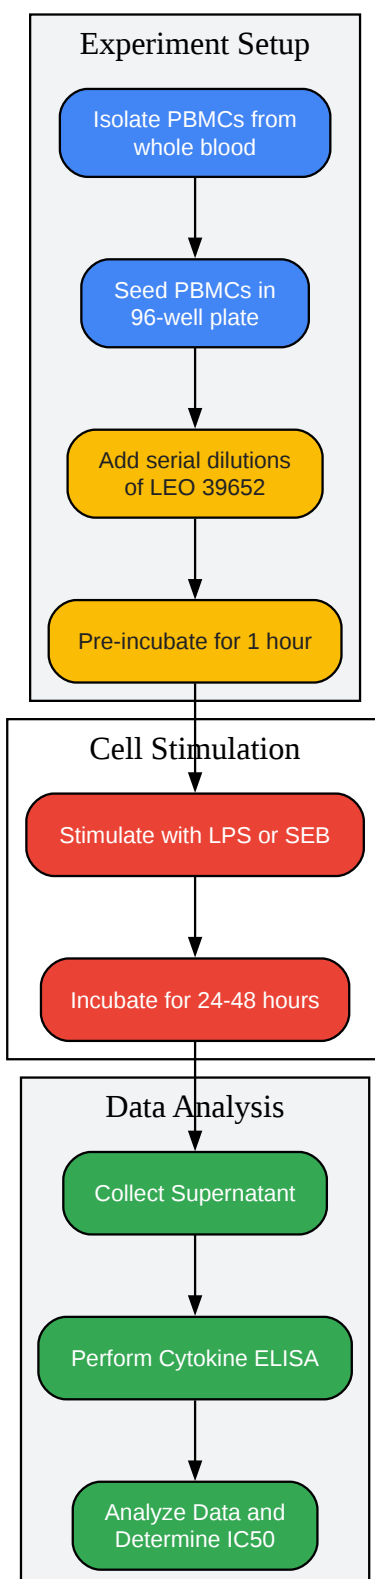 Experiment Setup
Isolate PBMCs from
whole blood
Seed PBMCs in
96-well plate
Add serial dilutions
of LEO 39652
Pre-incubate for 1 hour
Cell Stimulation
Stimulate with LPS or SEB
Incubate for 24-48 hours
Data Analysis
Collect Supernatant
Perform Cytokine ELISA
Analyze Data and
Determine IC50